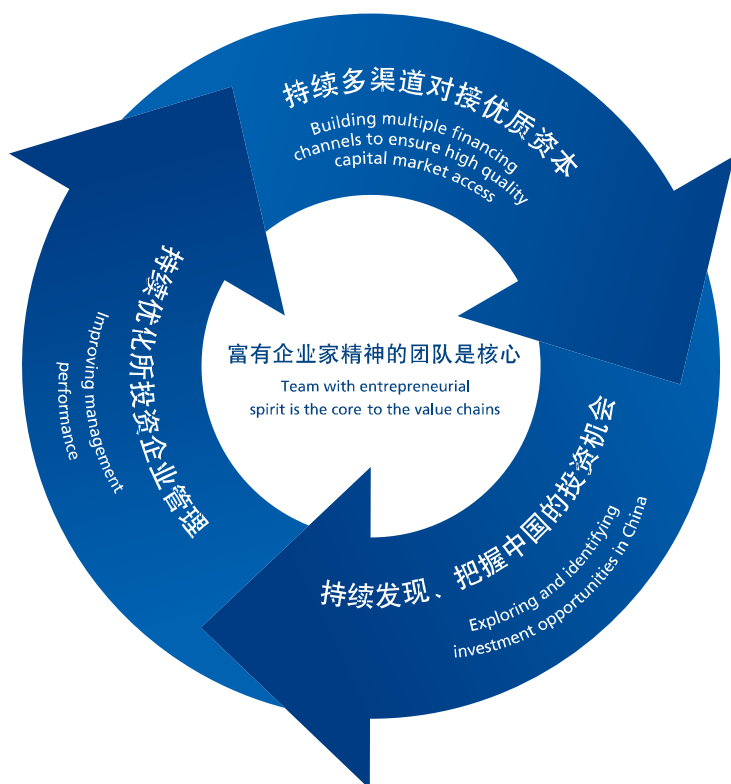 持续多渠道对接优质资本
Building multiple financing
channels to ensure high quality
capital market access
持续发现、把握中国的投资机会
Exploring and identifying
investment opportunities in China
持续优化所投资企业管理
Improving management
performance
富有企业家精神的团队是核心
Team with entrepreneurial
spirit is the core to the value chains